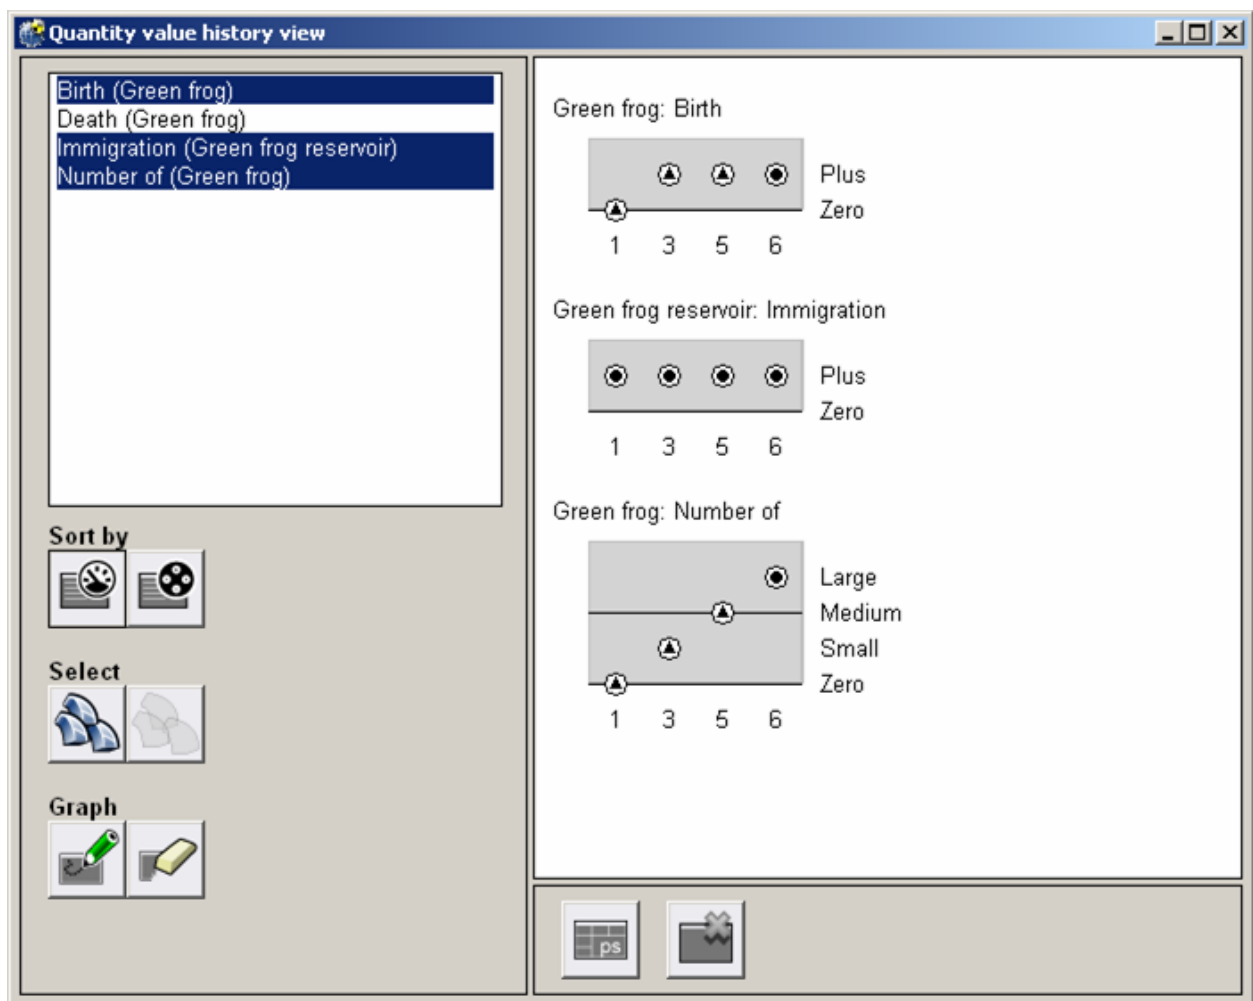 Quantity value history view
Birth (Green frog)
Death (Green frog)
Immigration (Green frog reservoir)
Number of (Green frog)
Sort by
Select
Graph
Green frog: Birth
Plus
Zero
1 3 5 6
Green frog reservoir: Immigration
Plus
Zero
1 3 5 6
Green frog: Number of
Large
Medium
Small
Zero
1 3 5 6
ps